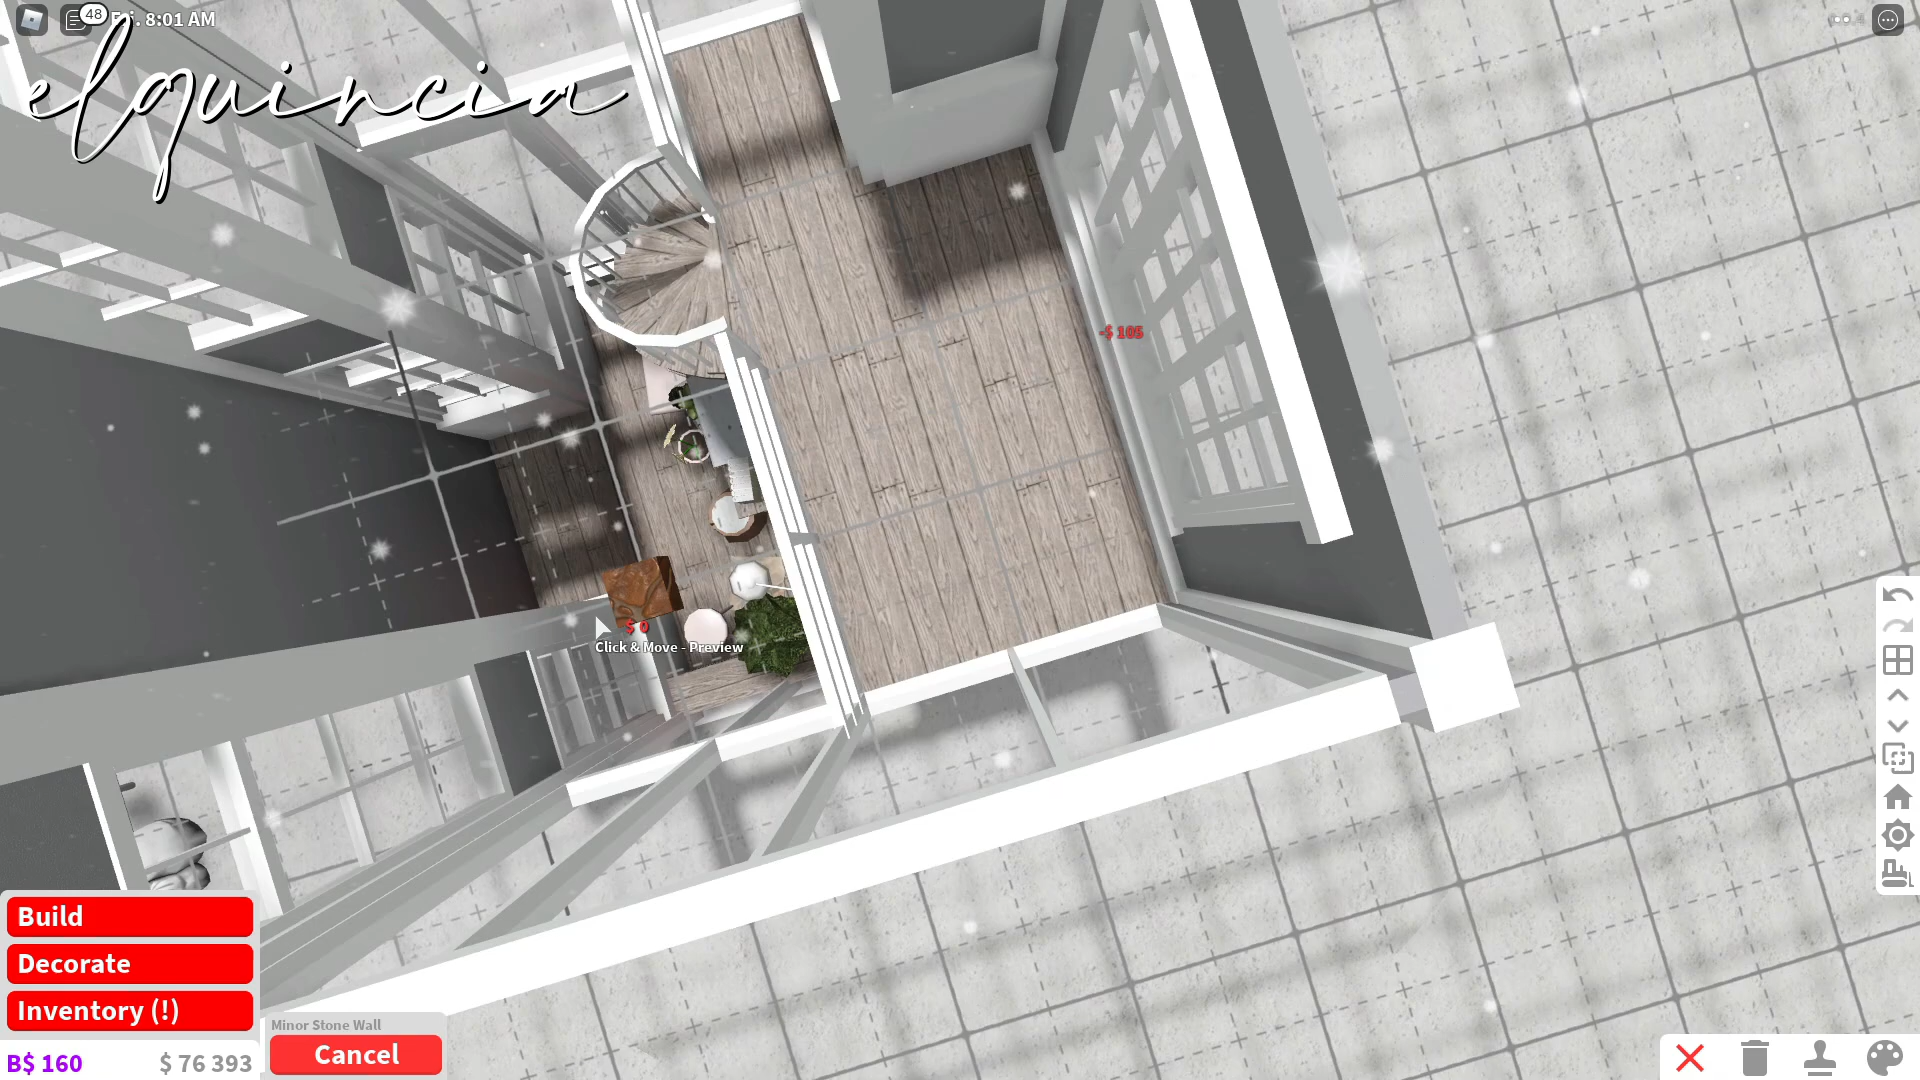 48
Fri. 8:01 AM
elquincia
-$ 105
$ 0
Click & Move - Preview
Build
Decorate
Inventory (!)
B$ 160
$ 76 393
Minor Stone Wall
Cancel